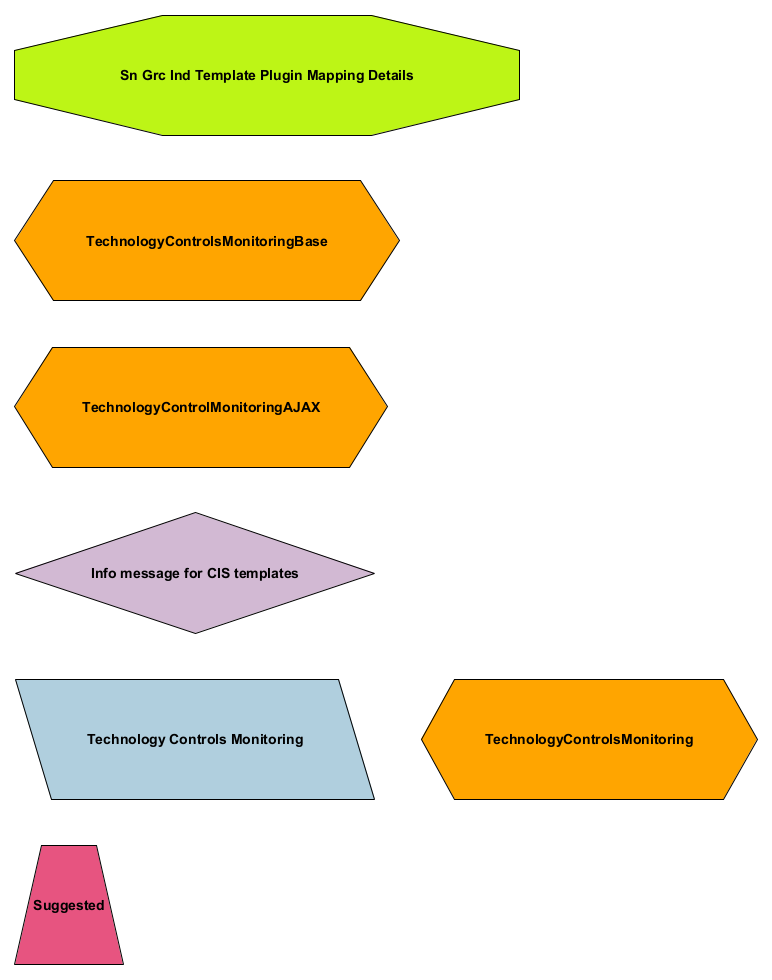 Sn Grc Ind Template Plugin Mapping Details
TechnologyControlsMonitoringBase
TechnologyControlMonitoringAJAX
Info message for CIS templates
Technology Controls Monitoring
TechnologyControlsMonitoring
Suggested